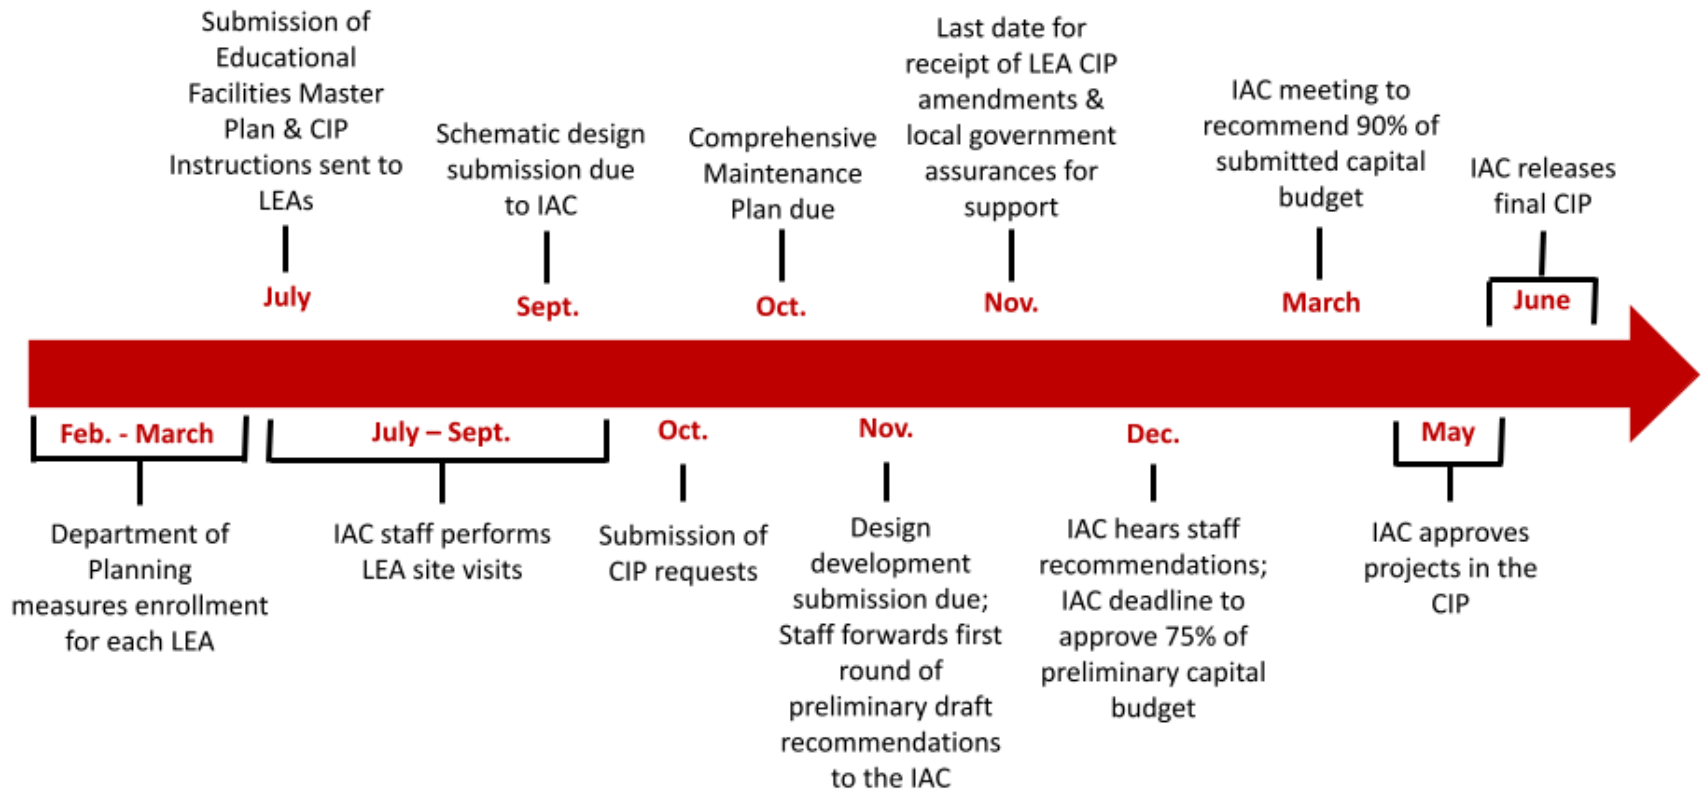 Submission of
Educational
Facilities Master
Plan & CIP
Instructions sent to
LEAs
July
Schematic design
submission due
to IAC
Sept.
Comprehensive
Maintenance
Plan due
Oct.
Last date for
receipt of LEA CIP
amendments &
local government
assurances for
support
Nov.
IAC meeting to
recommend 90% of
submitted capital
budget
March
IAC releases
final CIP
June
Feb. - March
Department of
Planning
measures enrollment
for each LEA
July – Sept.
IAC staff performs
LEA site visits
Oct.
Submission of
CIP requests
Nov.
Design
development
submission due;
Staff forwards first
round of
preliminary draft
recommendations
to the IAC
Dec.
IAC hears staff
recommendations;
IAC deadline to
approve 75% of
preliminary capital
budget
May
IAC approves
projects in the
CIP